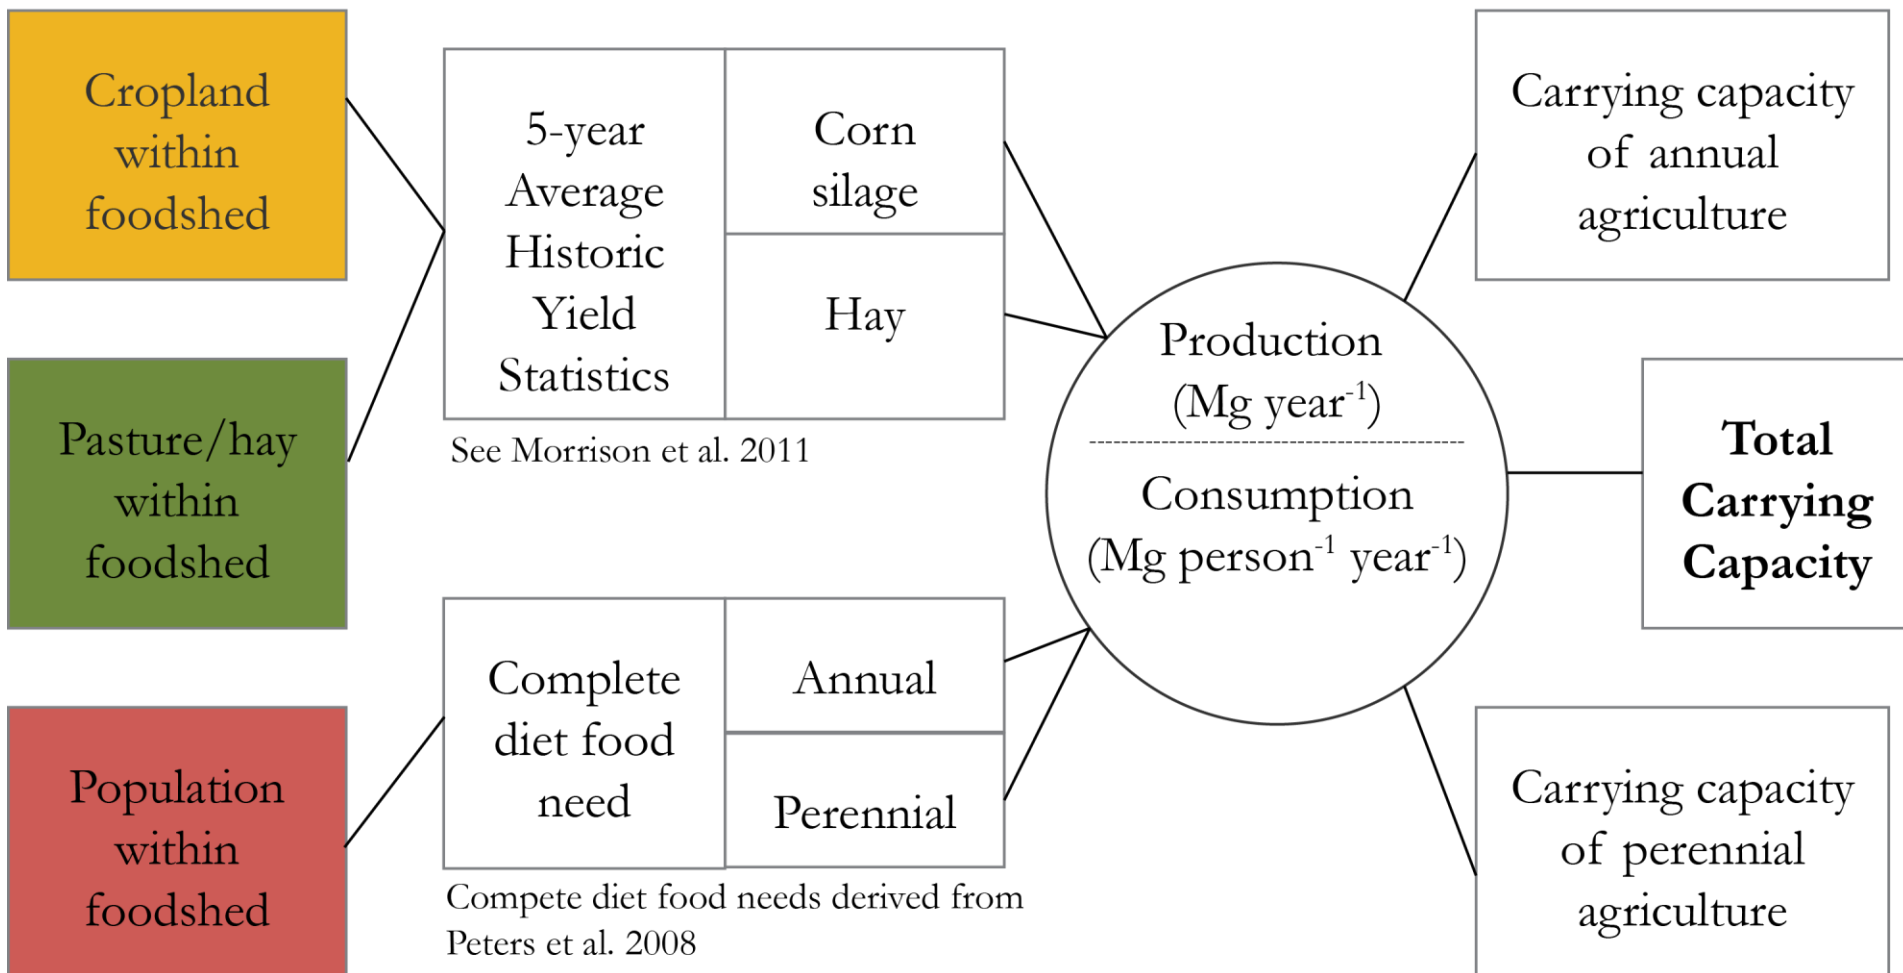 Cropland
within
foodshed
Pasture/hay
within
foodshed
Population
within
foodshed
5-year
Average
Historic
Yield
Statistics
Corn
silage
Hay
See Morrison et al. 2011
Complete
diet food
need
Annual
Perennial
Compete diet food needs derived from
Peters et al. 2008
Production
(Mg year⁻¹)
Consumption
(Mg person⁻¹ year⁻¹)
Carrying capacity
of annual
agriculture
Total
Carrying
Capacity
Carrying capacity
of perennial
agriculture